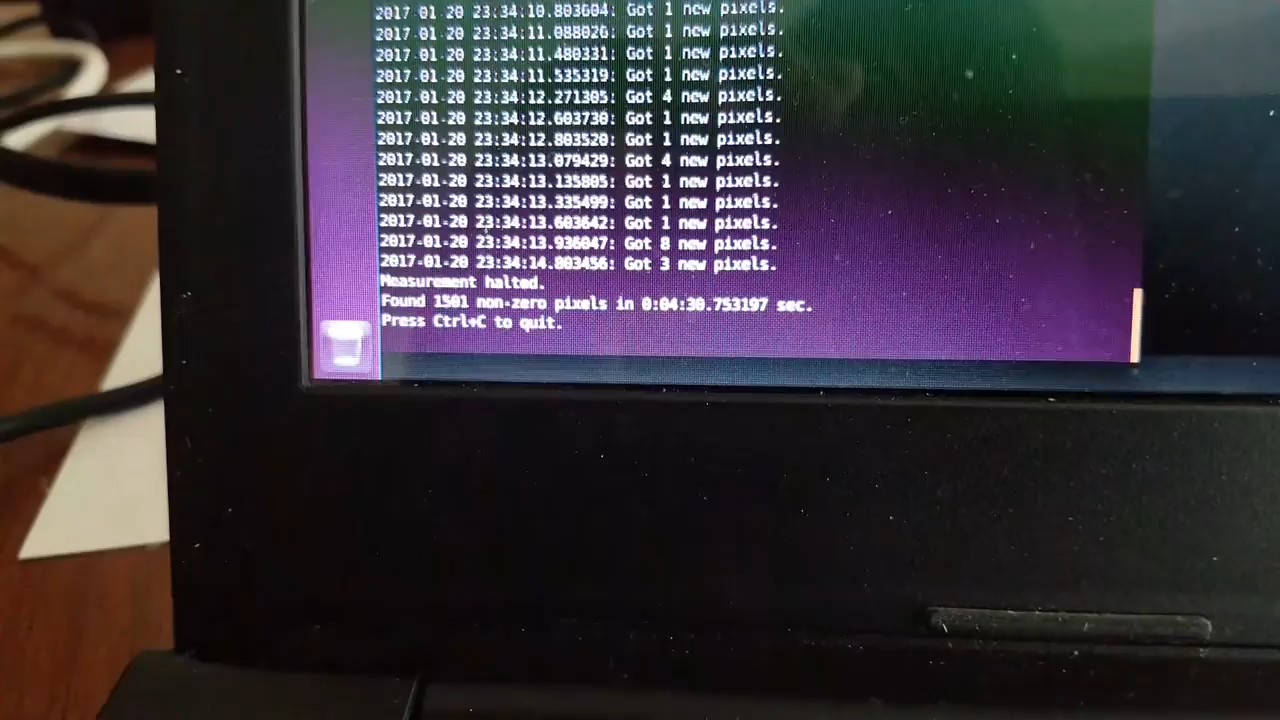 2017-01-20 23:34:10.803604: Got 1 new pixels.
2017-01-20 23:34:11.088026: Got 1 new pixels.
2017-01-20 23:34:11.480331: Got 1 new pixels.
2017-01-20 23:34:11.535319: Got 1 new pixels.
2017-01-20 23:34:12.271305: Got 4 new pixels.
2017-01-20 23:34:12.603730: Got 1 new pixels.
2017-01-20 23:34:12.803520: Got 1 new pixels.
2017-01-20 23:34:13.079429: Got 4 new pixels.
2017-01-20 23:34:13.135805: Got 1 new pixels.
2017-01-20 23:34:13.335499: Got 1 new pixels.
2017-01-20 23:34:13.603642: Got 1 new pixels.
2017-01-20 23:34:13.936047: Got 8 new pixels.
2017-01-20 23:34:14.803456: Got 3 new pixels.
Measurement halted.
Found 1501 non-zero pixels in 0:04:30.753197 sec.
Press Ctrl+C to quit.